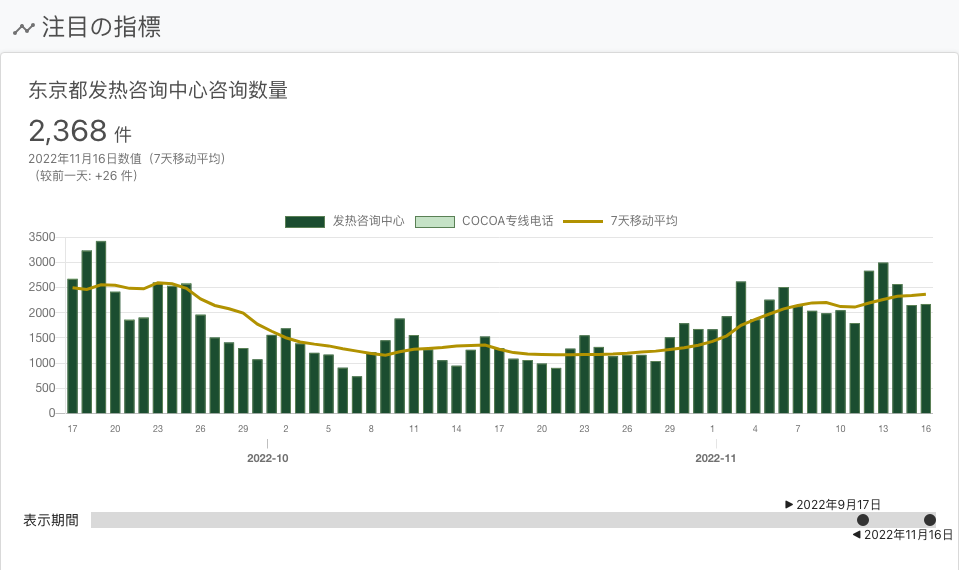 注目の指標
东京都发热咨询中心咨询数量
2,368 件
2022年11月16日数值（7天移动平均）
（较前一天: +26 件）
发热咨询中心 COCOA专线电话 7天移动平均
3500
3000
2500
2000
1500
1000
500
0
17 20 23 26 29 2 5 8 11 14 17 20 23 26 29 1 4 7 10 13 16
2022-10 2022-11
▶ 2022年9月17日
表示期間
◀ 2022年11月16日